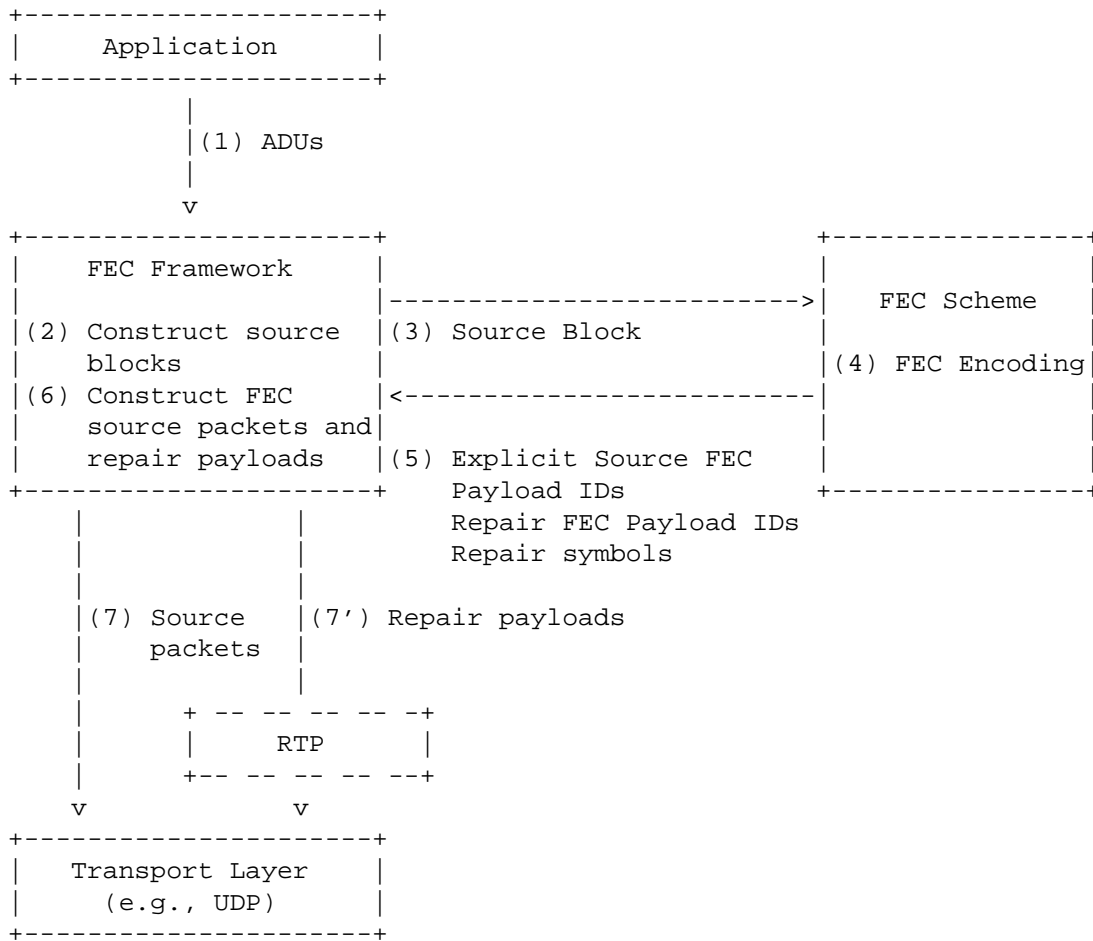 Application
(1) ADUs
FEC Framework
FEC Scheme
(2) Construct source
blocks
(3) Source Block
(4) FEC Encoding
(6) Construct FEC
source packets and
repair payloads
(5) Explicit Source FEC
Payload IDs
Repair FEC Payload IDs
Repair symbols
(7) Source
packets
(7') Repair payloads
RTP
Transport Layer
(e.g., UDP)